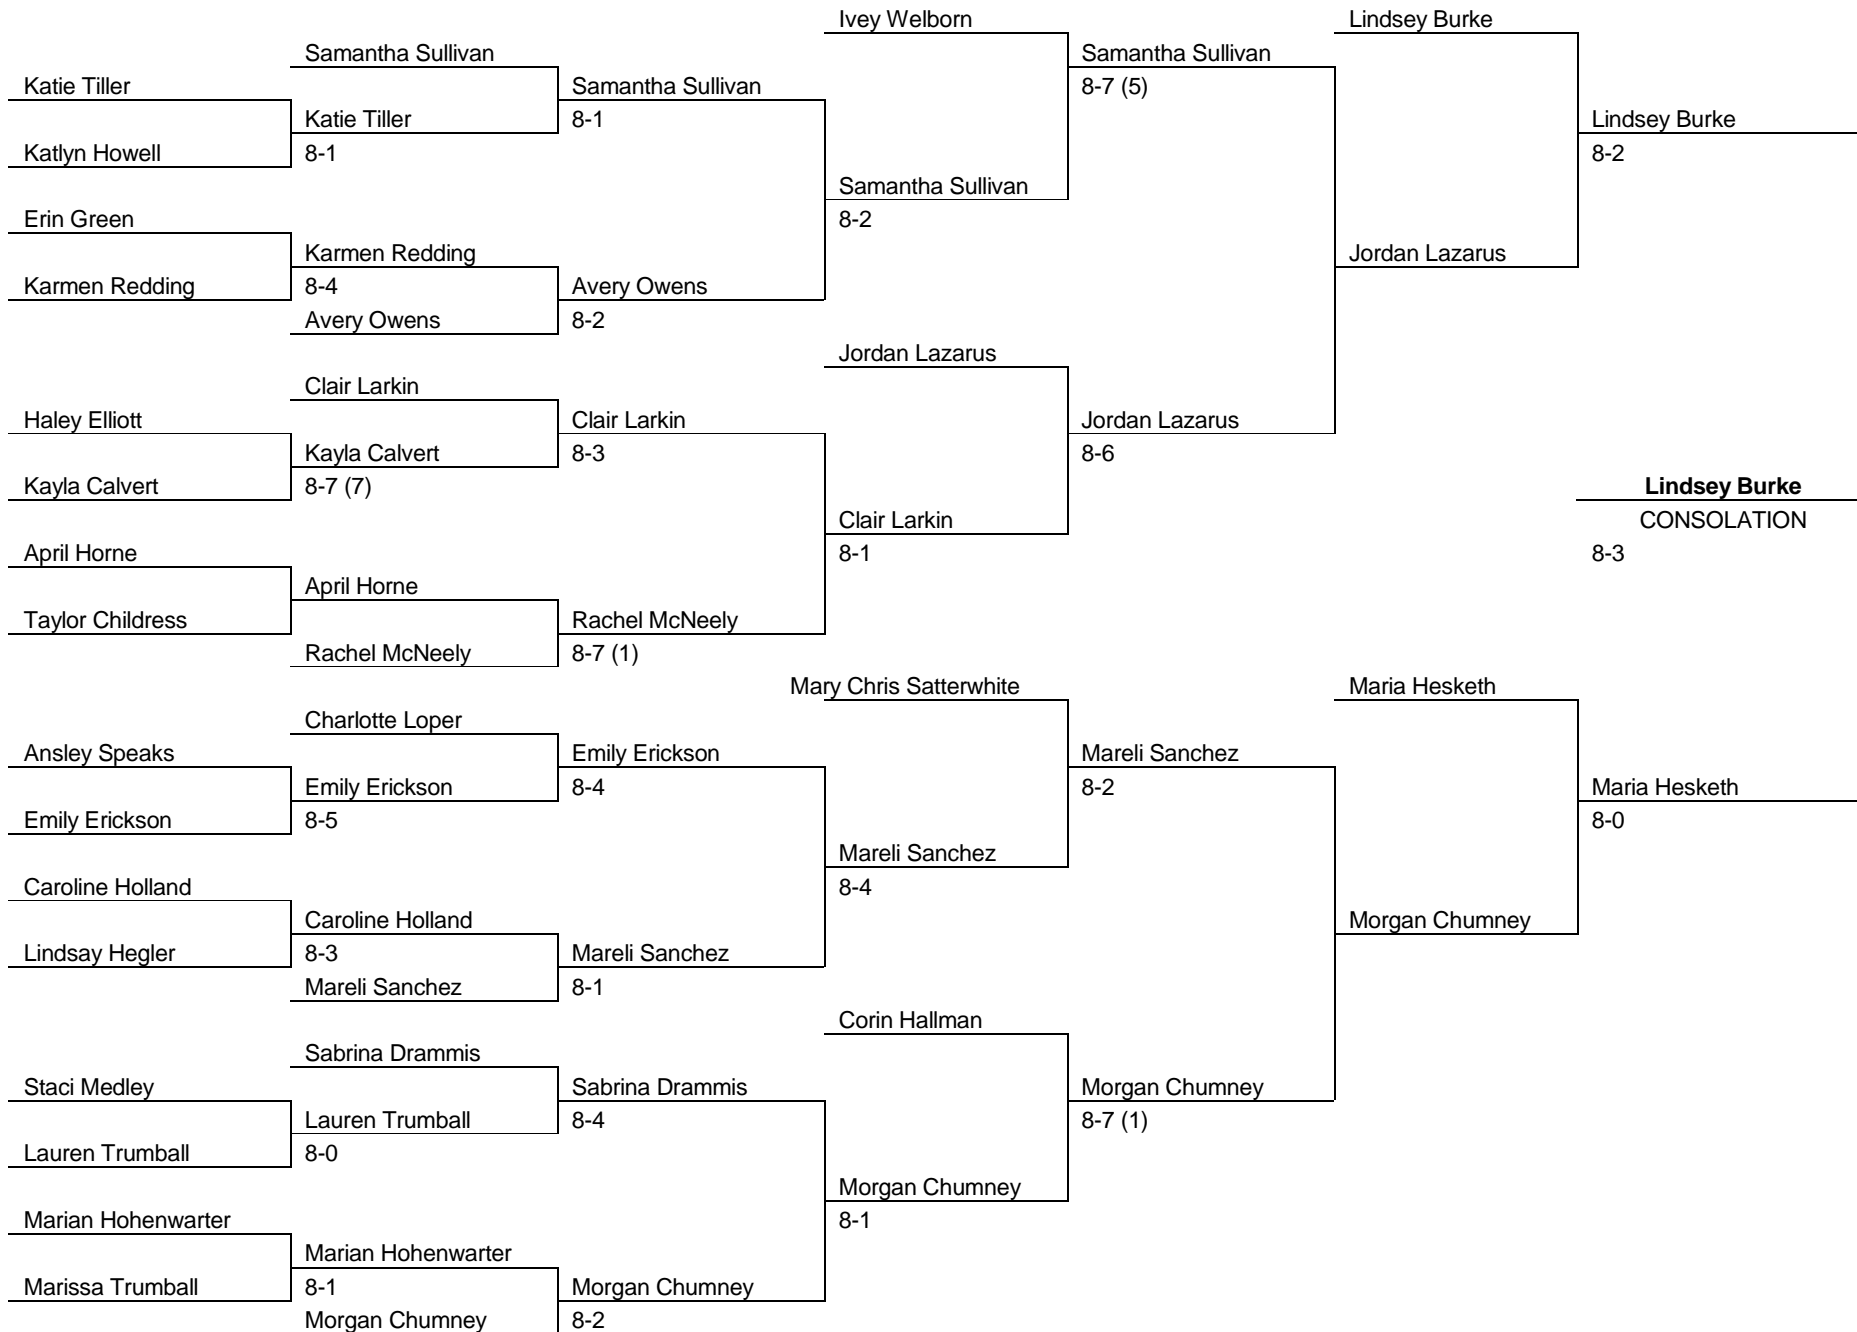 Ivey Welborn
Lindsey Burke
Samantha Sullivan
Samantha Sullivan
Katie Tiller
Samantha Sullivan
8-7 (5)
Katie Tiller
8-1
Lindsey Burke
Katlyn Howell
8-1
8-2
Samantha Sullivan
Erin Green
8-2
Karmen Redding
Jordan Lazarus
Karmen Redding
8-4
Avery Owens
Avery Owens
8-2
Jordan Lazarus
Clair Larkin
Haley Elliott
Clair Larkin
Jordan Lazarus
Kayla Calvert
8-3
8-6
Kayla Calvert
8-7 (7)
Lindsey Burke
Clair Larkin
CONSOLATION
April Horne
8-1
8-3
April Horne
Taylor Childress
Rachel McNeely
Rachel McNeely
8-7 (1)
Mary Chris Satterwhite
Maria Hesketh
Charlotte Loper
Ansley Speaks
Emily Erickson
Mareli Sanchez
Emily Erickson
8-4
8-2
Maria Hesketh
Emily Erickson
8-5
8-0
Mareli Sanchez
Caroline Holland
8-4
Caroline Holland
Morgan Chumney
Lindsay Hegler
8-3
Mareli Sanchez
Mareli Sanchez
8-1
Corin Hallman
Sabrina Drammis
Staci Medley
Sabrina Drammis
Morgan Chumney
Lauren Trumball
8-4
8-7 (1)
Lauren Trumball
8-0
Morgan Chumney
Marian Hohenwarter
8-1
Marian Hohenwarter
Marissa Trumball
8-1
Morgan Chumney
Morgan Chumney
8-2